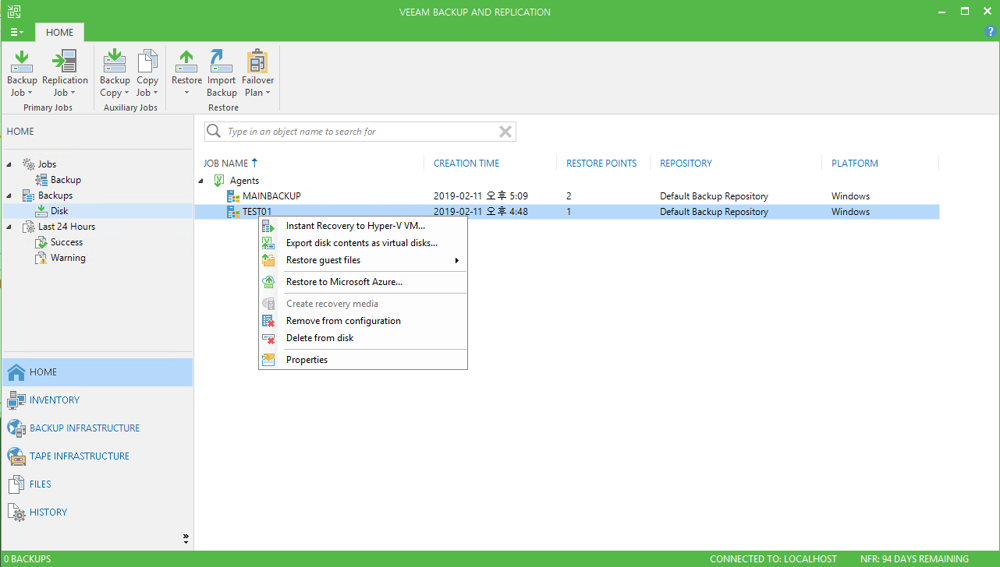 VEEAM BACKUP AND REPLICATION
HOME
?
Backup Job
Replication Job
Backup Copy
Copy Job
Restore
Import Backup
Failover Plan
Primary Jobs
Auxiliary Jobs
Restore
HOME
Jobs
Backup
Backups
Disk
Last 24 Hours
Success
Warning
HOME
INVENTORY
BACKUP INFRASTRUCTURE
TAPE INFRASTRUCTURE
FILES
HISTORY
Type in an object name to search for
JOB NAME CREATION TIME RESTORE POINTS REPOSITORY PLATFORM
Agents
MAINBACKUP 2019-02-11 오후 5:09 2 Default Backup Repository Windows
TEST01 2019-02-11 오후 4:48 1 Default Backup Repository Windows
Instant Recovery to Hyper-V VM...
Export disk contents as virtual disks...
Restore guest files
Restore to Microsoft Azure...
Create recovery media
Remove from configuration
Delete from disk
Properties
0 BACKUPS
CONNECTED TO: LOCALHOST
NFR: 94 DAYS REMAINING